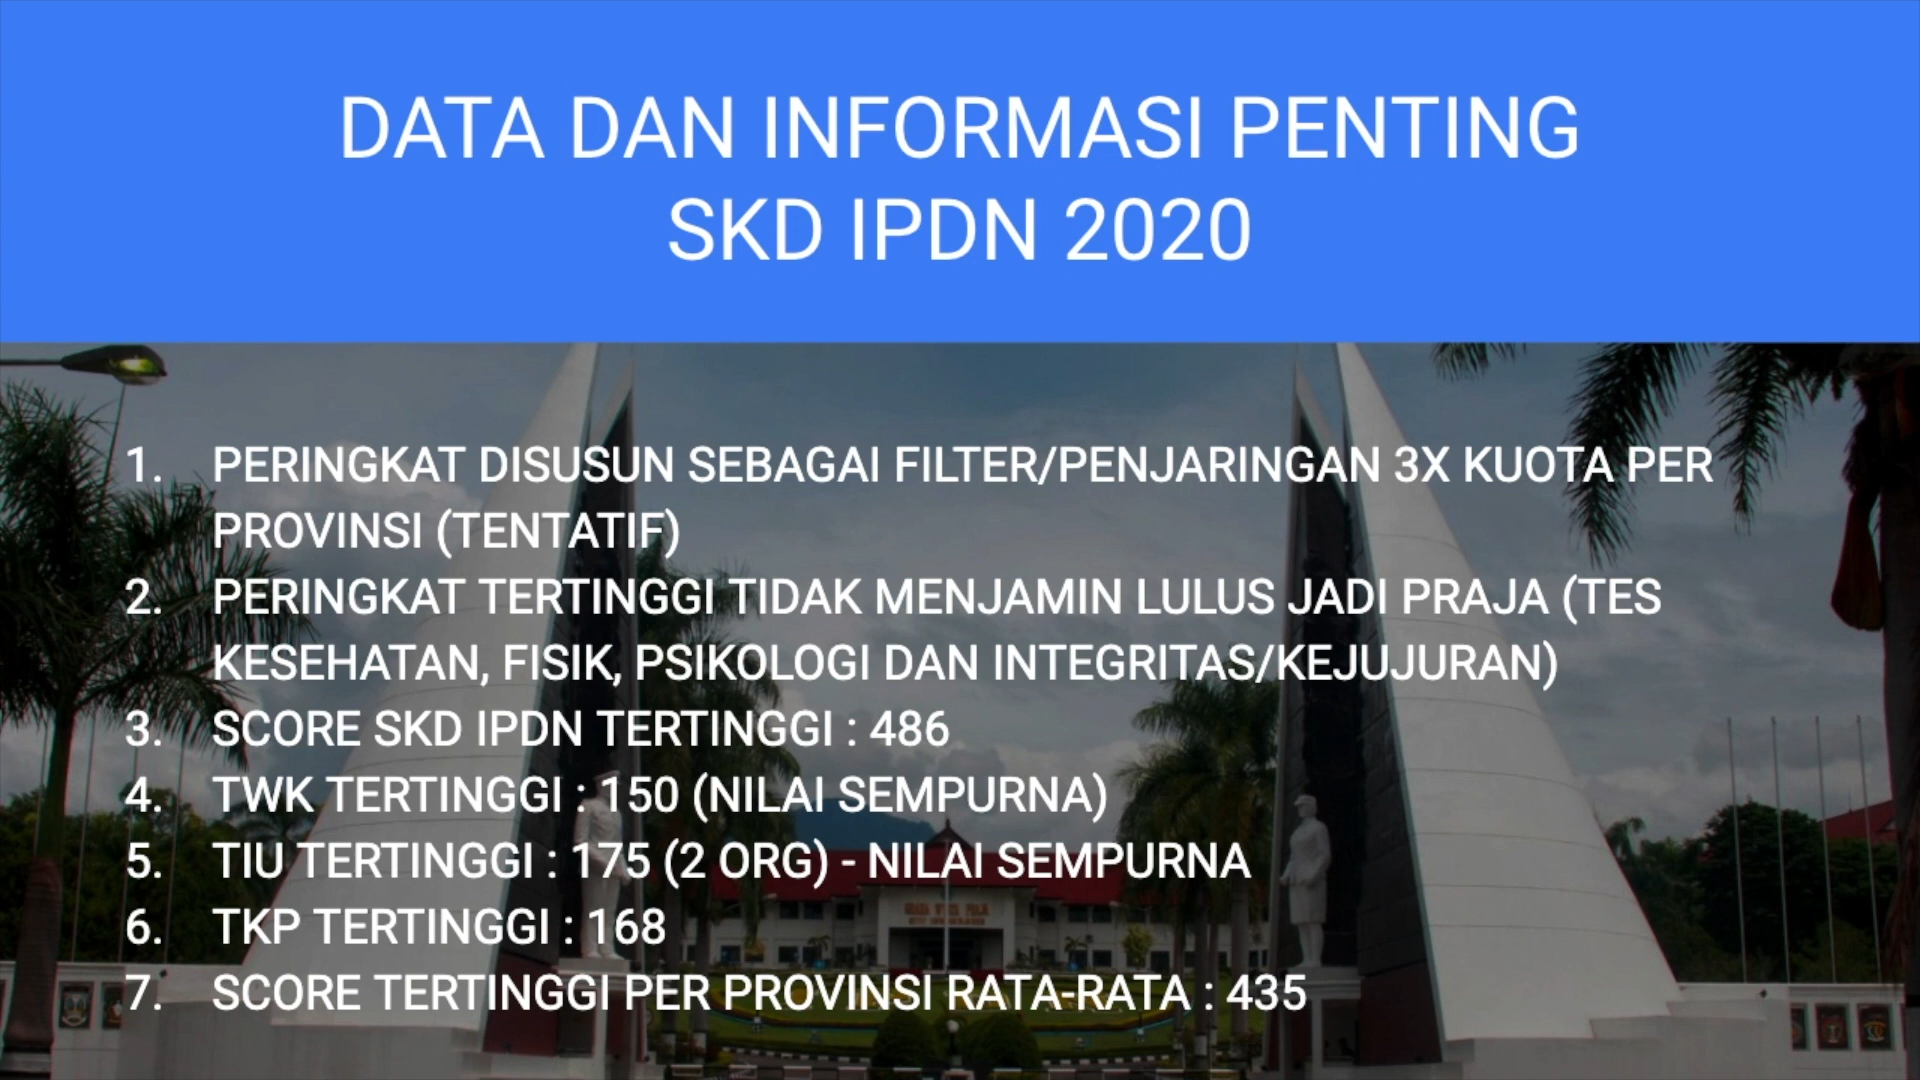 DATA DAN INFORMASI PENTING
SKD IPDN 2020
1. PERINGKAT DISUSUN SEBAGAI FILTER/PENJARINGAN 3X KUOTA PER
PROVINSI (TENTATIF)
2. PERINGKAT TERTINGGI TIDAK MENJAMIN LULUS JADI PRAJA (TES
KESEHATAN, FISIK, PSIKOLOGI DAN INTEGRITAS/KEJUJURAN)
3. SCORE SKD IPDN TERTINGGI : 486
4. TWK TERTINGGI : 150 (NILAI SEMPURNA)
5. TIU TERTINGGI : 175 (2 ORG) - NILAI SEMPURNA
6. TKP TERTINGGI : 168
7. SCORE TERTINGGI PER PROVINSI RATA-RATA : 435